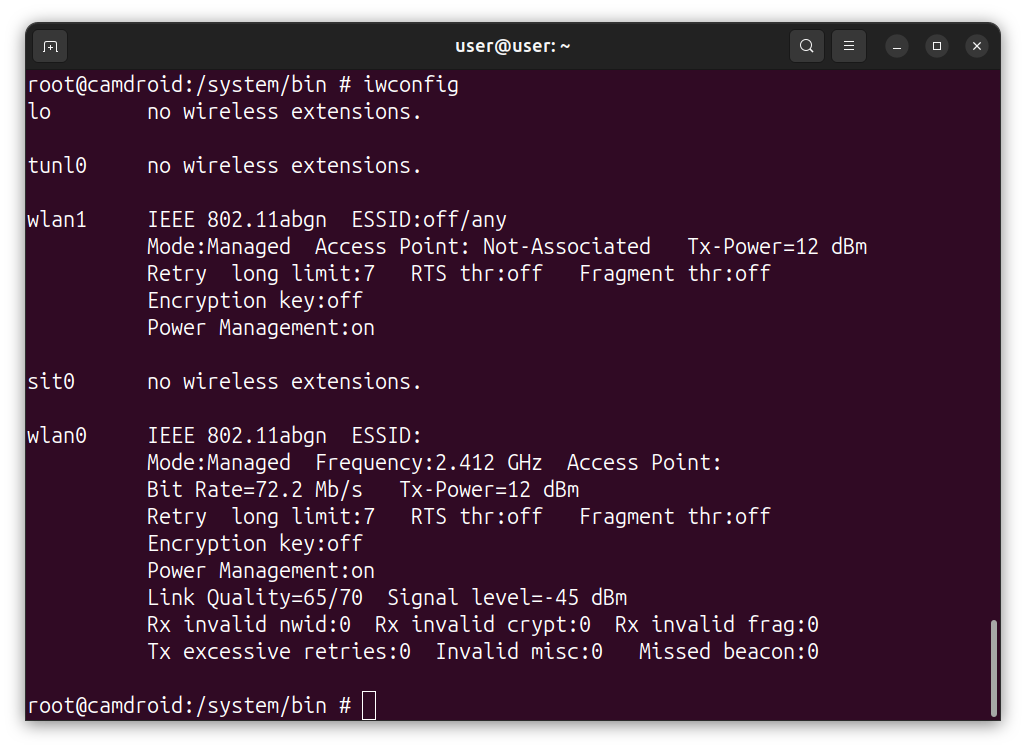 user@user: ~
root@camdroid:/system/bin # iwconfig
lo        no wireless extensions.
tunl0     no wireless extensions.
wlan1     IEEE 802.11abgn  ESSID:off/any
          Mode:Managed  Access Point: Not-Associated   Tx-Power=12 dBm
          Retry  long limit:7   RTS thr:off   Fragment thr:off
          Encryption key:off
          Power Management:on
sit0      no wireless extensions.
wlan0     IEEE 802.11abgn  ESSID:
          Mode:Managed  Frequency:2.412 GHz  Access Point:
          Bit Rate=72.2 Mb/s   Tx-Power=12 dBm
          Retry  long limit:7   RTS thr:off   Fragment thr:off
          Encryption key:off
          Power Management:on
          Link Quality=65/70  Signal level=-45 dBm
          Rx invalid nwid:0  Rx invalid crypt:0  Rx invalid frag:0
          Tx excessive retries:0  Invalid misc:0   Missed beacon:0
root@camdroid:/system/bin #